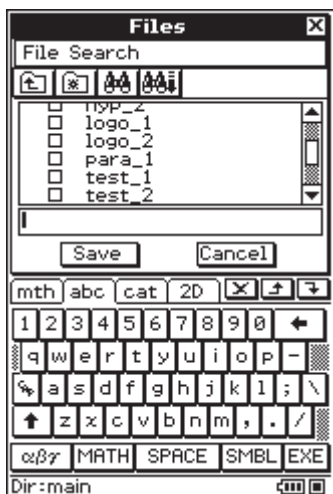 Files
File Search
hyp_2
logo_1
logo_2
para_1
test_1
test_2
Save Cancel
mth abc cat 2D
1 2 3 4 5 6 7 8 9 0
q w e r t y u i o p -
a s d f g h j k l ; \
z x c v b n m , . /
αβγ MATH SPACE SMBL EXE
Dir:main